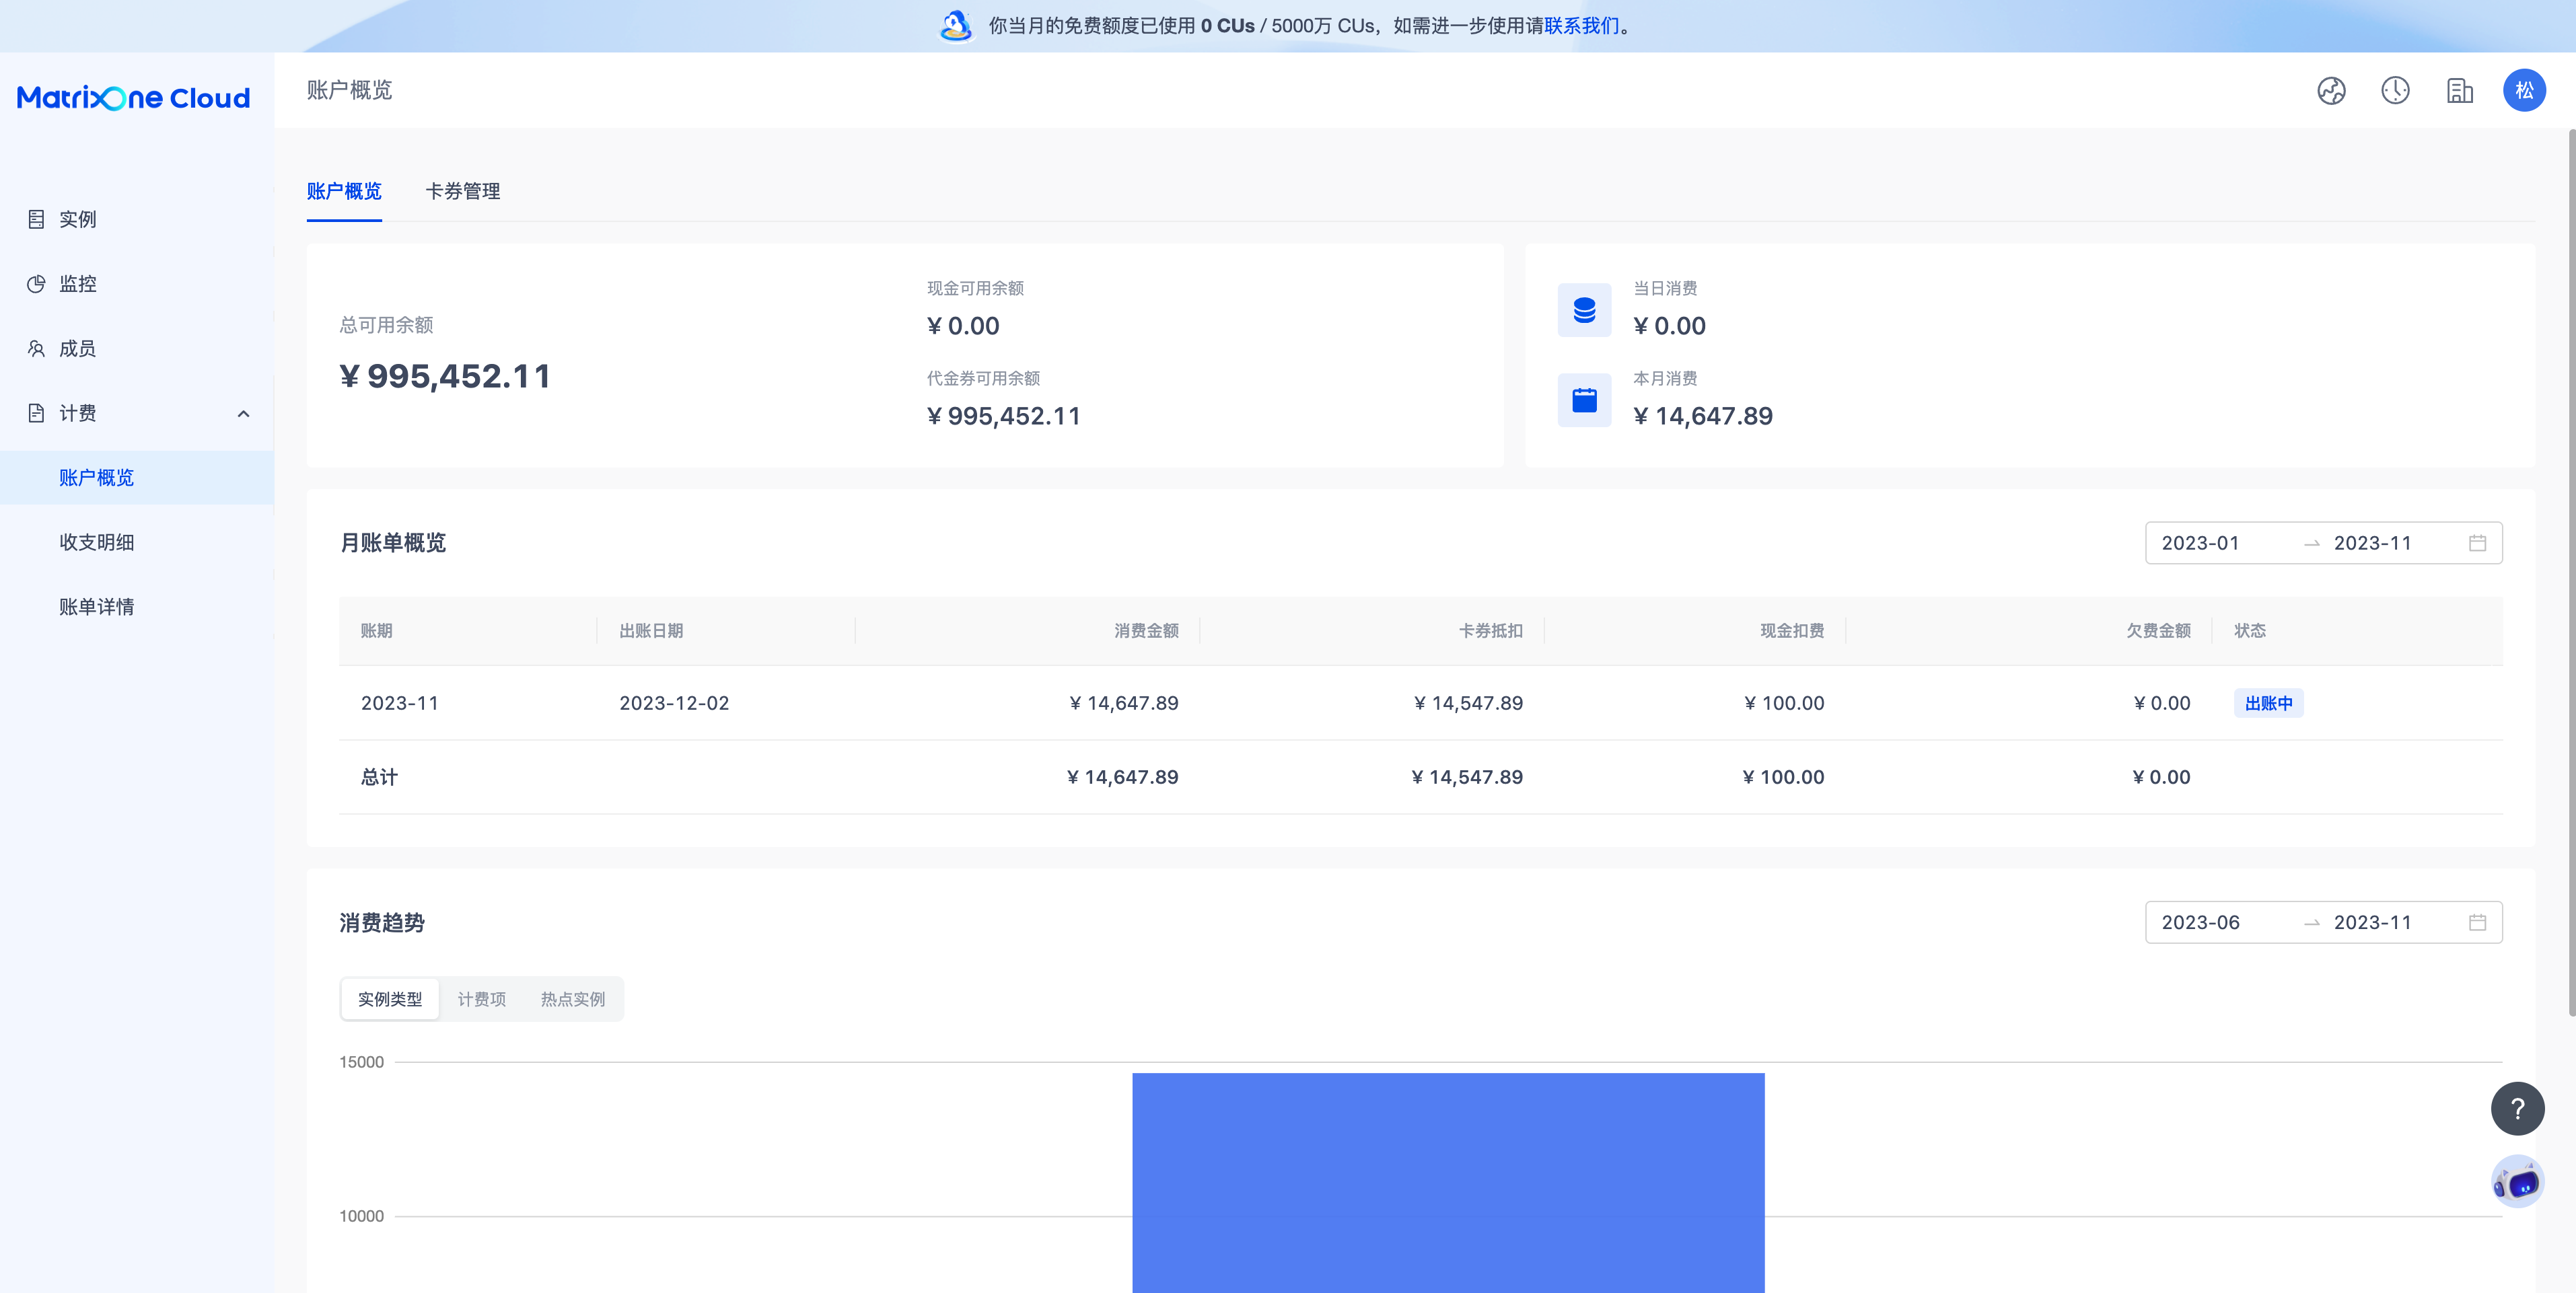 你当月的免费额度已使用 0 CUs / 5000万 CUs，如需进一步使用请联系我们。
MatrixOne Cloud
账户概览
松
实例
监控
成员
计费
账户概览
收支明细
账单详情
账户概览 卡券管理
总可用余额
¥ 995,452.11
现金可用余额
¥ 0.00
代金券可用余额
¥ 995,452.11
当日消费
¥ 0.00
本月消费
¥ 14,647.89
月账单概览 2023-01 → 2023-11
账期 出账日期 消费金额 卡券抵扣 现金扣费 欠费金额 状态
2023-11 2023-12-02 ¥ 14,647.89 ¥ 14,547.89 ¥ 100.00 ¥ 0.00 出账中
总计 ¥ 14,647.89 ¥ 14,547.89 ¥ 100.00 ¥ 0.00
消费趋势 2023-06 → 2023-11
实例类型 计费项 热点实例
15000
?
10000